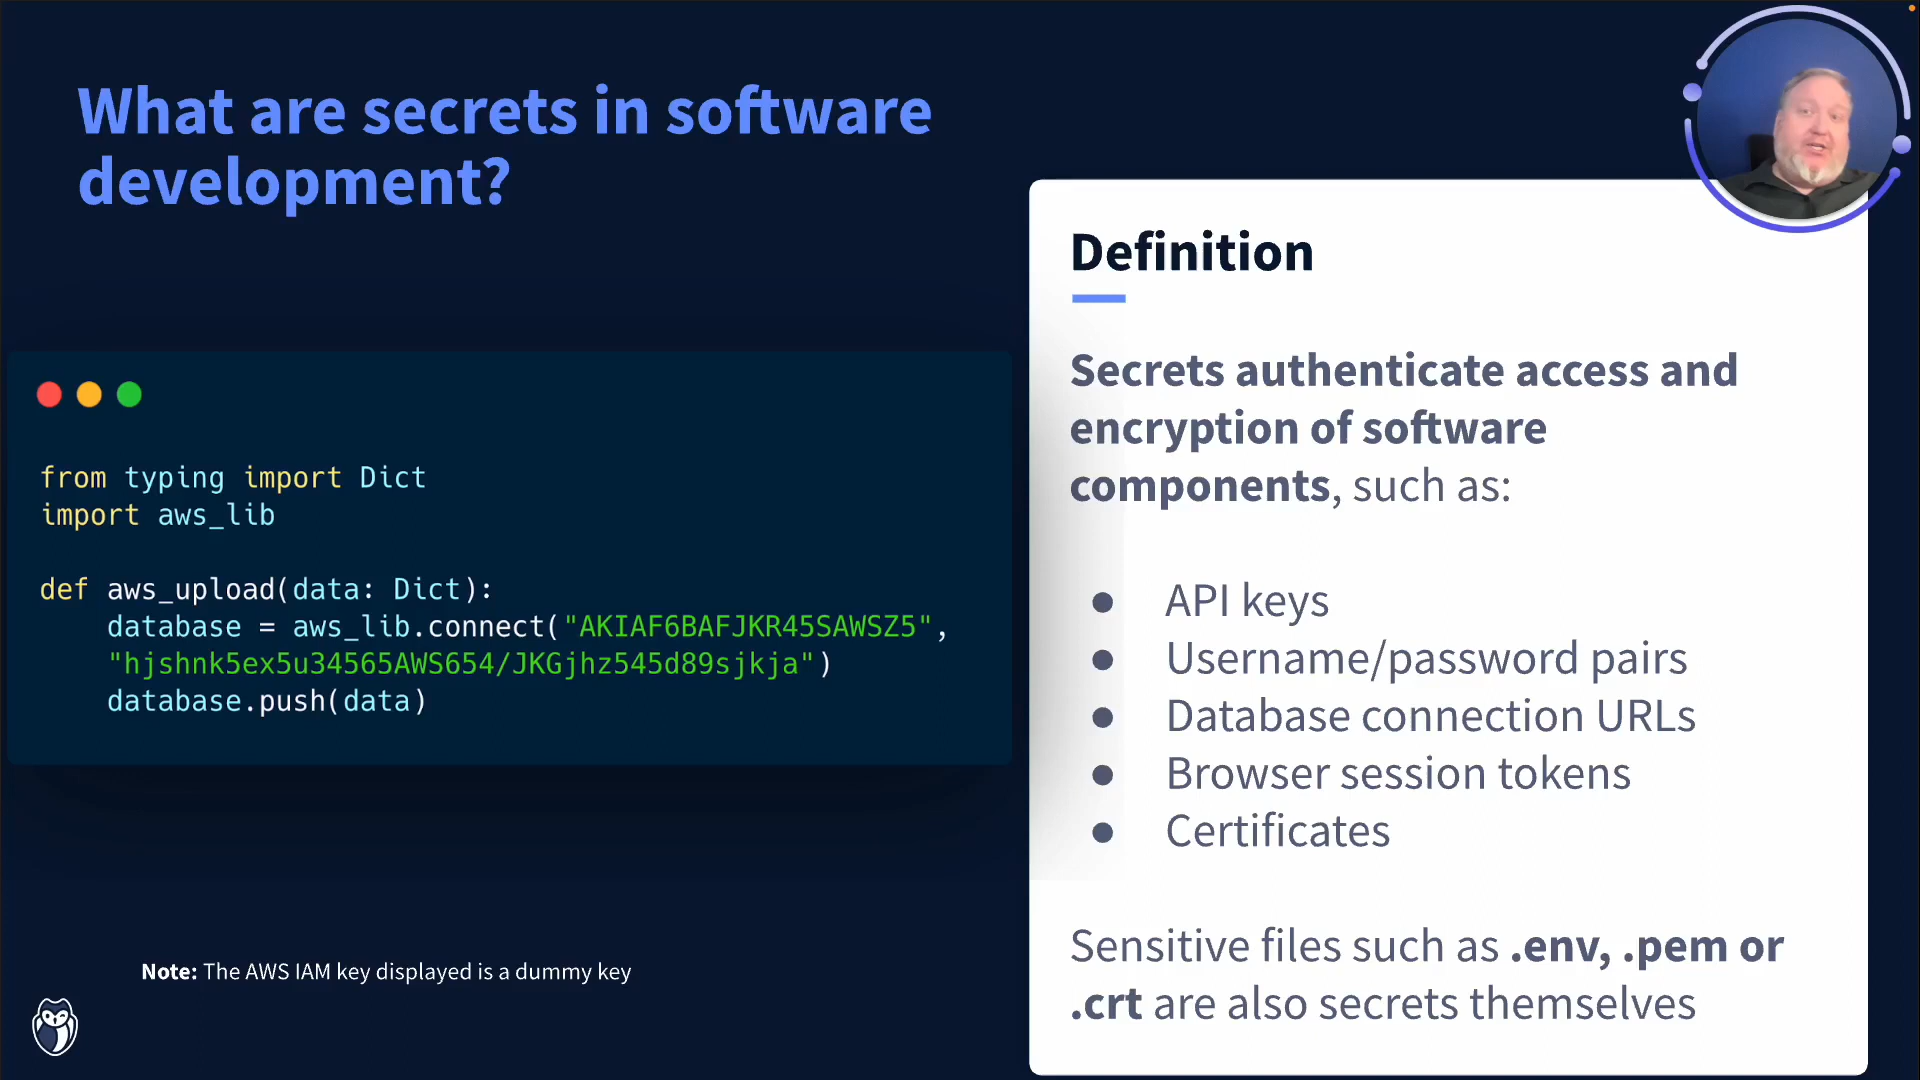 What are secrets in software
development?
from typing import Dict
import aws_lib
def aws_upload(data: Dict):
database = aws_lib.connect("AKIAF6BAFJKR45SAWSZ5",
"hjshnk5ex5u34565AWS654/JKGjhz545d89sjkja")
database.push(data)
Note: The AWS IAM key displayed is a dummy key
Definition
Secrets authenticate access and
encryption of software
components, such as:
● API keys
● Username/password pairs
● Database connection URLs
● Browser session tokens
● Certificates
Sensitive files such as .env, .pem or
.crt are also secrets themselves